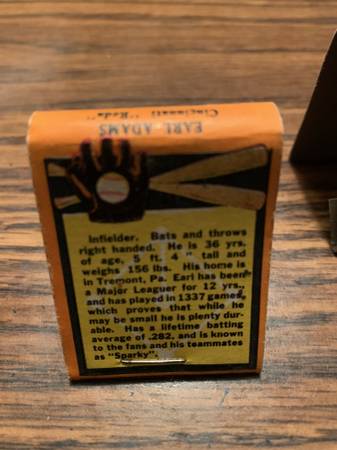 Cincinnati "Reds"
EARL ADAMS
Infielder. Bats and throws
right handed. He is 36 yrs.
of age, 5 ft. 4 " tall and
weighs 156 lbs. His home is
in Tremont, Pa. Earl has been
a Major Leaguer for 12 yrs.,
and has played in 1337 games,
which proves that while he
may be small he is plenty dur-
able. Has a lifetime batting
average of .282, and is known
to the fans and his teammates
as "Sparky".